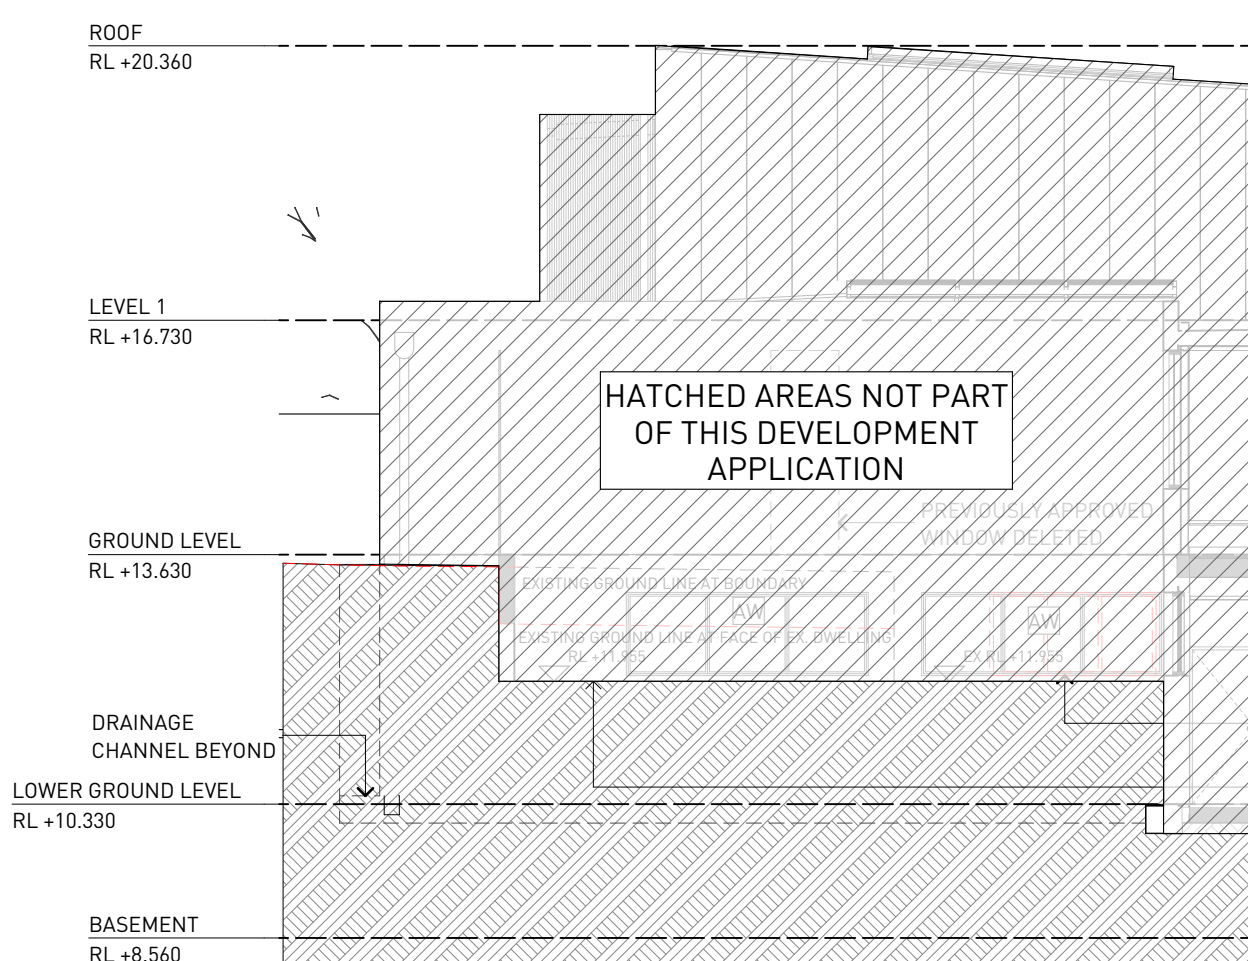 ROOF
RL +20.360
LEVEL 1
RL +16.730
HATCHED AREAS NOT PART
OF THIS DEVELOPMENT
APPLICATION
PREVIOUSLY APPROVED
WINDOW DELETED
GROUND LEVEL
RL +13.630
EXISTING GROUND LINE AT BOUNDARY
AW
AW
EXISTING GROUND LINE AT FACE OF EX. DWELLING
RL +11.955
EX RL +11.955
DRAINAGE
CHANNEL BEYOND
LOWER GROUND LEVEL
RL +10.330
BASEMENT
RL +8.560